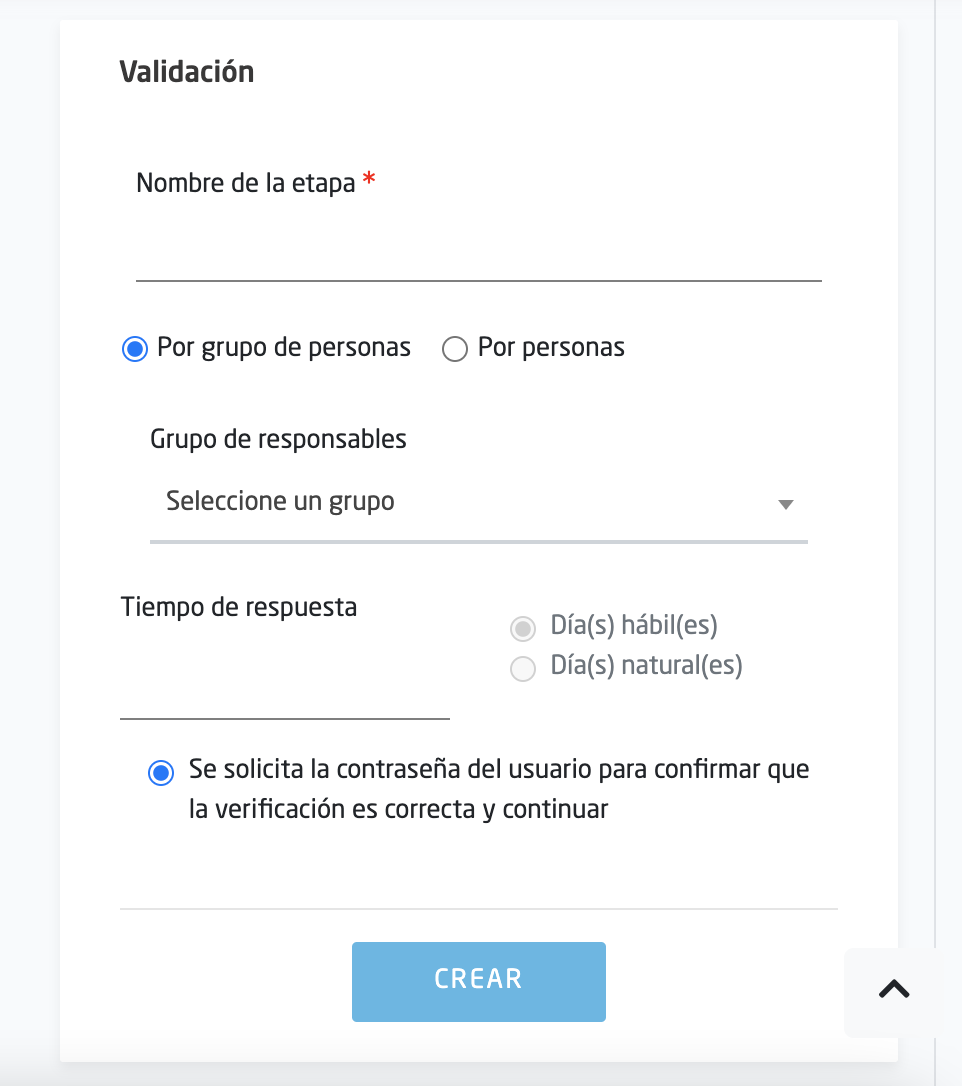 Validación
Nombre de la etapa *
Por grupo de personas Por personas
Grupo de responsables
Seleccione un grupo
Tiempo de respuesta
Día(s) hábil(es)
Día(s) natural(es)
Se solicita la contraseña del usuario para confirmar que
la verificación es correcta y continuar
CREAR